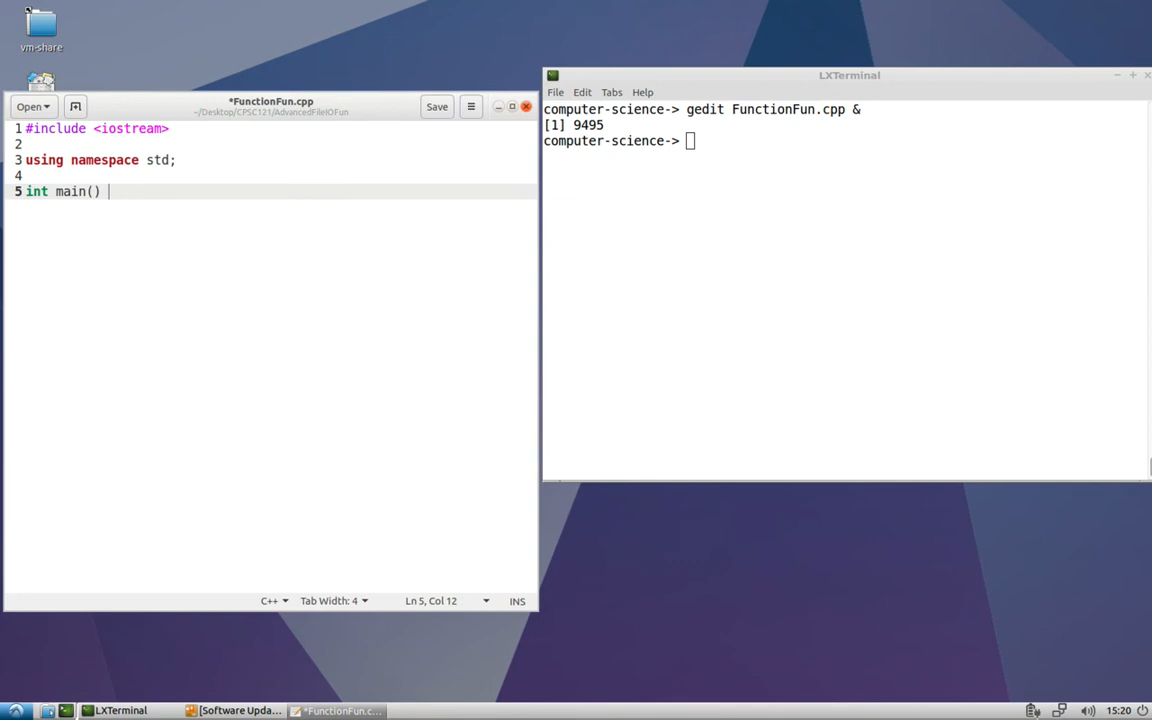 vm-share
Open
*FunctionFun.cpp
~/Desktop/CPSC121/AdvancedFileIOFun
Save
1 #include <iostream>
2
3 using namespace std;
4
5 int main()
C++
Tab Width: 4
Ln 5, Col 12
INS
LXTerminal
File Edit Tabs Help
computer-science-> gedit FunctionFun.cpp &
[1] 9495
computer-science->
LXTerminal
[Software Upda...
*FunctionFun.c...
15:20